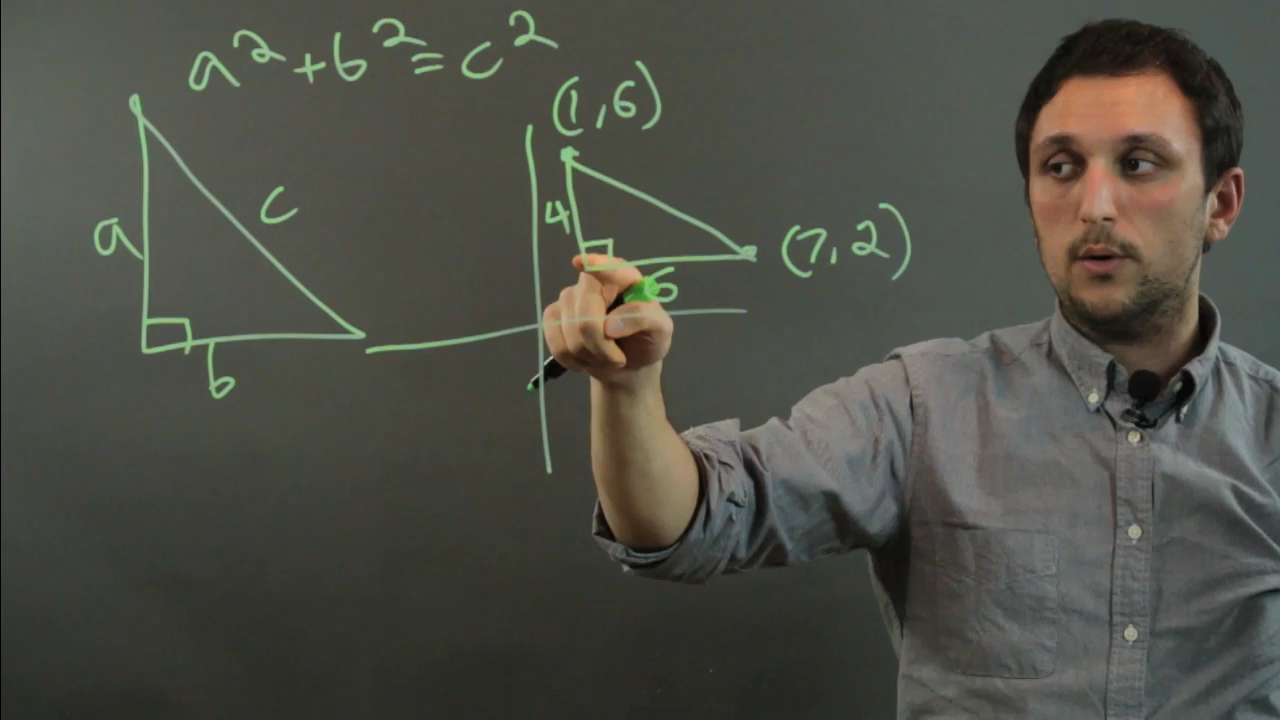 a² + b² = c²
(1,6)
a
c
4
(7,2)
6
b